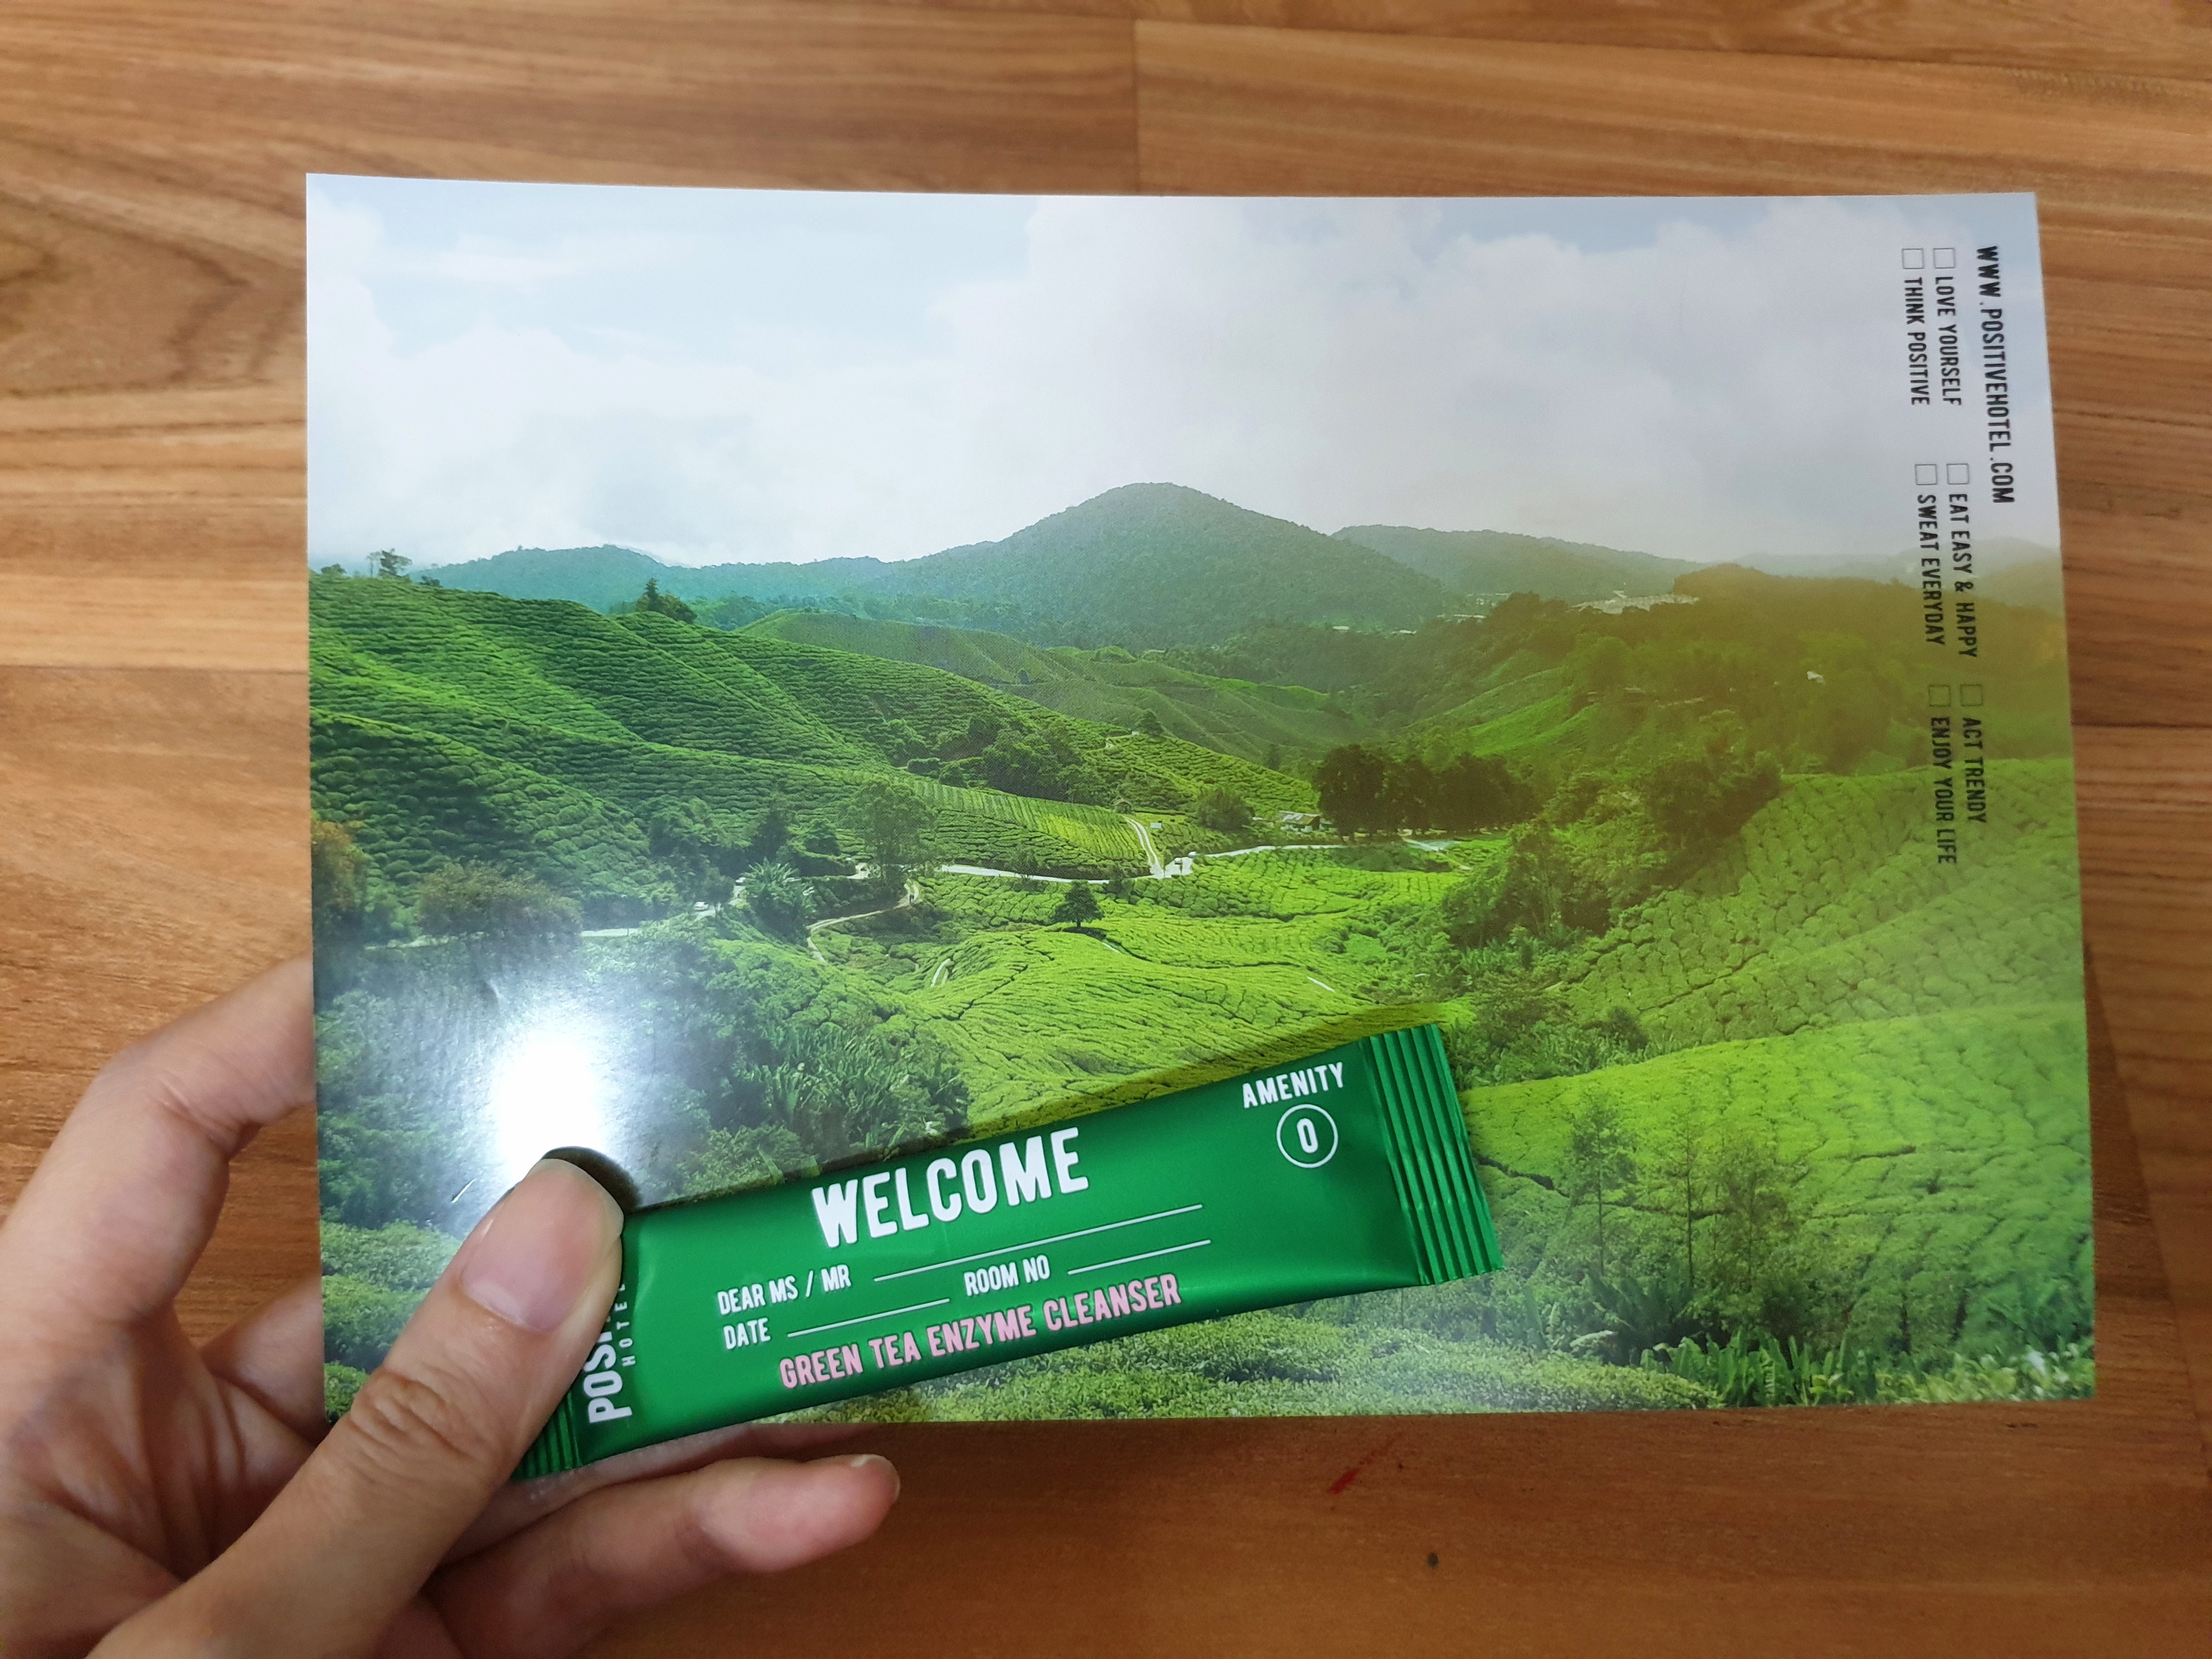 WWW.POSITIVEHOTEL.COM
LOVE YOURSELF
EAT EASY & HAPPY
ACT TRENDY
THINK POSITIVE
SWEAT EVERYDAY
ENJOY YOUR LIFE
AMENITY
0
WELCOME
DEAR MS / MR
DATE
ROOM NO
GREEN TEA ENZYME CLEANSER
HOTEL